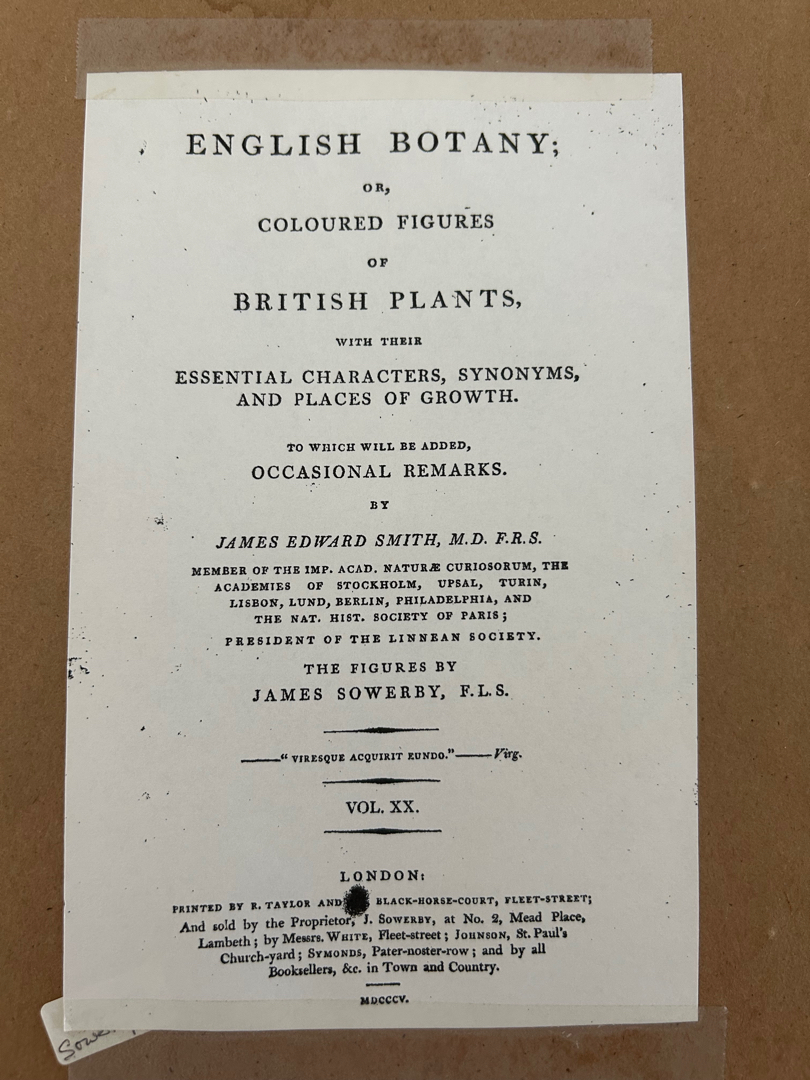 ENGLISH BOTANY;
OR,
COLOURED FIGURES
OF
BRITISH PLANTS,
WITH THEIR
ESSENTIAL CHARACTERS, SYNONYMS,
AND PLACES OF GROWTH.
TO WHICH WILL BE ADDED,
OCCASIONAL REMARKS.
BY
JAMES EDWARD SMITH, M.D. F.R.S.
MEMBER OF THE IMP. ACAD. NATURÆ CURIOSORUM, THE
ACADEMIES OF STOCKHOLM, UPSAL, TURIN,
LISBON, LUND, BERLIN, PHILADELPHIA, AND
THE NAT. HIST. SOCIETY OF PARIS;
PRESIDENT OF THE LINNEAN SOCIETY.
THE FIGURES BY
JAMES SOWERBY, F.L.S.
——"VIRESQUE ACQUIRIT EUNDO."——Virg.
VOL. XX.
LONDON:
PRINTED BY R. TAYLOR AND BLACK-HORSE-COURT, FLEET-STREET;
And sold by the Proprietor, J. SOWERBY, at No. 2, Mead Place,
Lambeth; by Messrs. WHITE, Fleet-street; JOHNSON, St. Paul's
Church-yard; SYMONDS, Pater-noster-row; and by all
Booksellers, &c. in Town and Country.
MDCCCV.